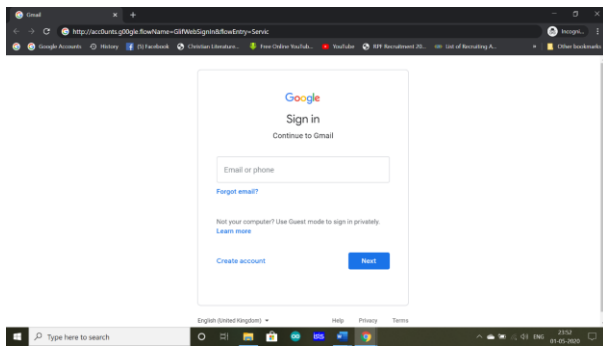 Gmail
http://acc0unts.g00gle.flowName=GlifWebSignIn&flowEntry=Servic
Incogni...
Google Accounts History (5) Facebook Christian Literature... Free Online YouTub... YouTube RPF Recruitment 20... List of Recruiting A... Other bookmarks
Google
Sign in
Continue to Gmail
Email or phone
Forgot email?
Not your computer? Use Guest mode to sign in privately.
Learn more
Create account Next
English (United Kingdom) Help Privacy Terms
Type here to search
ENG
23:52
01-05-2020